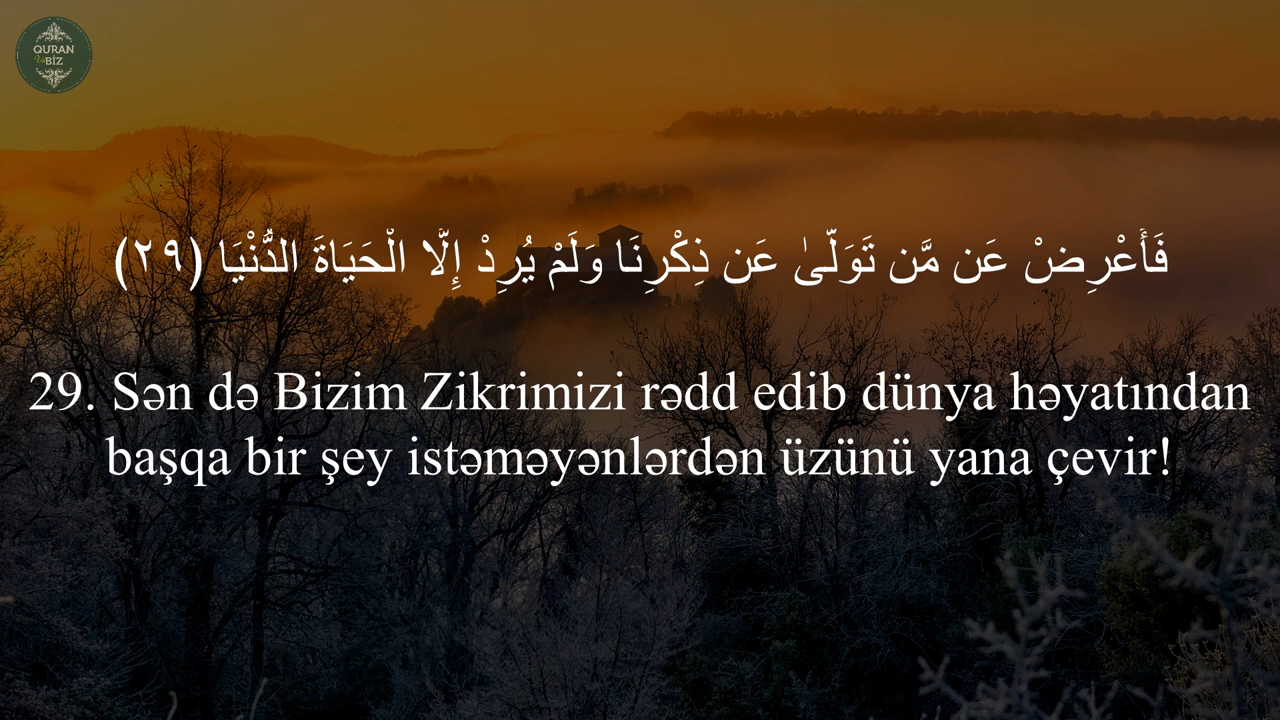 QURAN
Və BİZ
فَأَعْرِضْ عَن مَّن تَوَلَّىٰ عَن ذِكْرِنَا وَلَمْ يُرِدْ إِلَّا الْحَيَاةَ الدُّنْيَا (٢٩)
29. Sən də Bizim Zikrimizi rədd edib dünya həyatından
başqa bir şey istəməyənlərdən üzünü yana çevir!